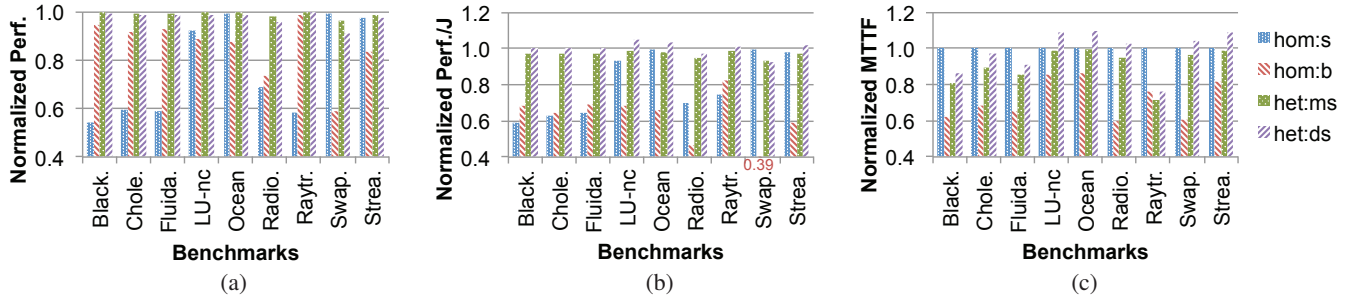 Normalized Perf.
1.0
0.8
0.6
0.4
Black.
Chole.
Fluida.
LU-nc
Ocean
Radio.
Raytr.
Swap.
Strea.
Benchmarks
(a)
Normalized Perf./J
1.2
1.0
0.8
0.6
0.4
0.39
Black.
Chole.
Fluida.
LU-nc
Ocean
Radio.
Raytr.
Swap.
Strea.
Benchmarks
(b)
Normalized MTTF
1.2
1.0
0.8
0.6
0.4
Black.
Chole.
Fluida.
LU-nc
Ocean
Radio.
Raytr.
Swap.
Strea.
Benchmarks
(c)
hom:s
hom:b
het:ms
het:ds